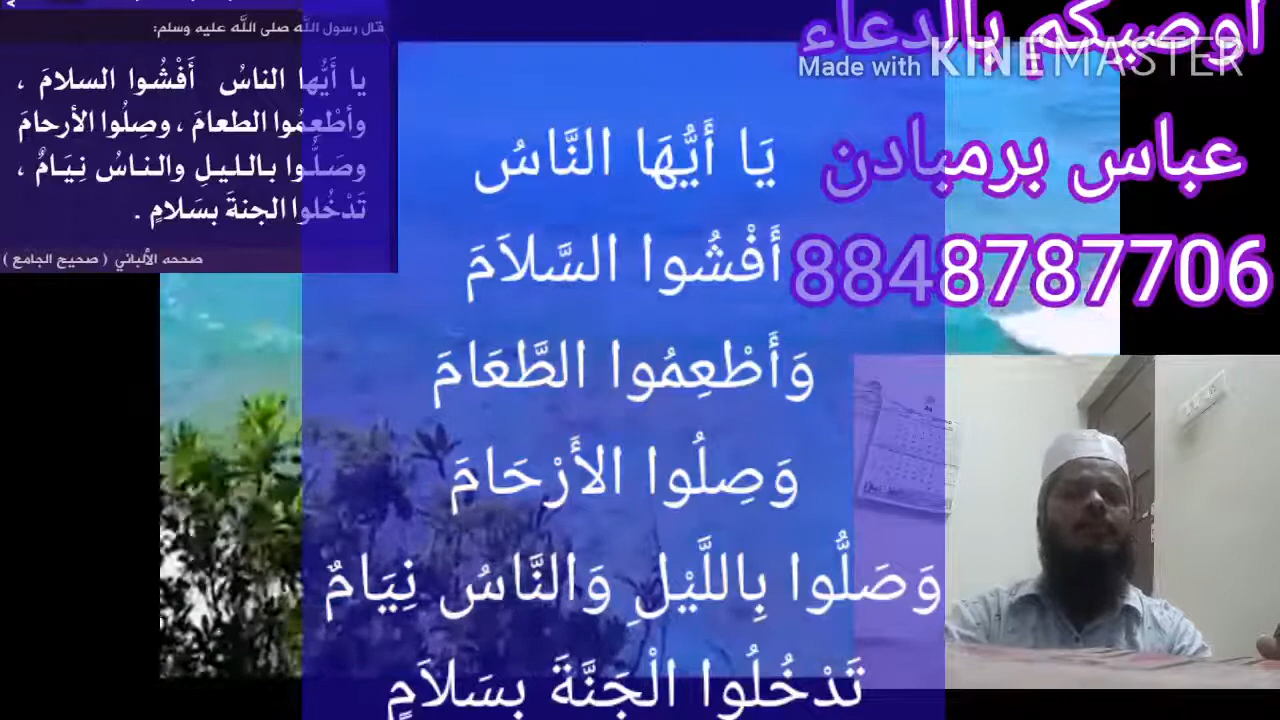 قال رسول الله صلى الله عليه وسلم:
يا أَيُّها الناسُ أَفْشُوا السلامَ ،
وأطْعِمُوا الطعامَ ، وصِلُوا الأرحامَ
وصَلُّوا بالليلِ والناسُ نِيَامٌ ،
تَدْخُلوا الجنةَ بسَلامٍ .
صححه الألباني ( صحيح الجامع )
أوصيكم بالدعاء
Made with KINEMASTER
عباس برمبادن
8848787706
يَا أَيُّهَا النَّاسُ
أَفْشُوا السَّلاَمَ
وَأَطْعِمُوا الطَّعَامَ
وَصِلُوا الأَرْحَامَ
وَصَلُّوا بِاللَّيْلِ وَالنَّاسُ نِيَامٌ
تَدْخُلُوا الْجَنَّةَ بِسَلاَمٍ